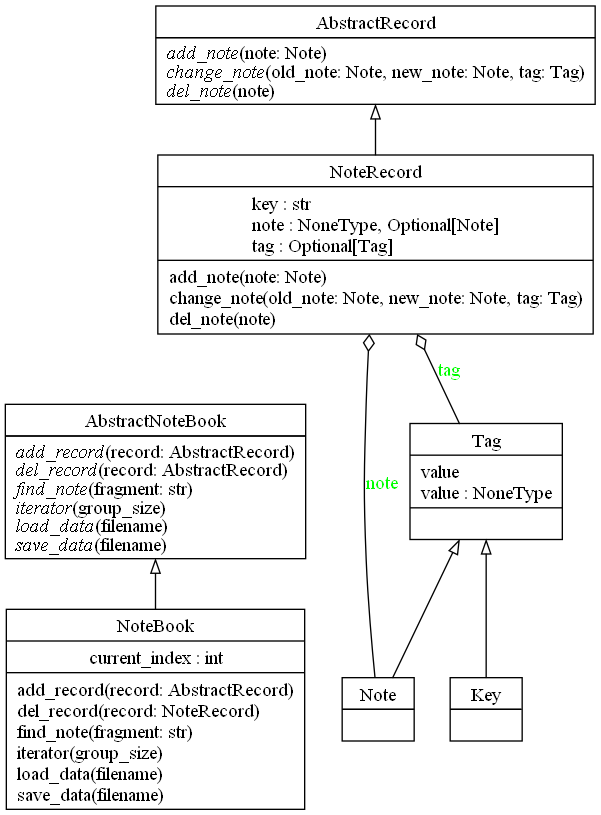 AbstractRecord
add_note(note: Note)
change_note(old_note: Note, new_note: Note, tag: Tag)
del_note(note)
NoteRecord
key : str
note : NoneType, Optional[Note]
tag : Optional[Tag]
add_note(note: Note)
change_note(old_note: Note, new_note: Note, tag: Tag)
del_note(note)
tag
note
AbstractNoteBook
add_record(record: AbstractRecord)
del_record(record: AbstractRecord)
find_note(fragment: str)
iterator(group_size)
load_data(filename)
save_data(filename)
Tag
value
value : NoneType
NoteBook
current_index : int
add_record(record: AbstractRecord)
del_record(record: NoteRecord)
find_note(fragment: str)
iterator(group_size)
load_data(filename)
save_data(filename)
Note
Key